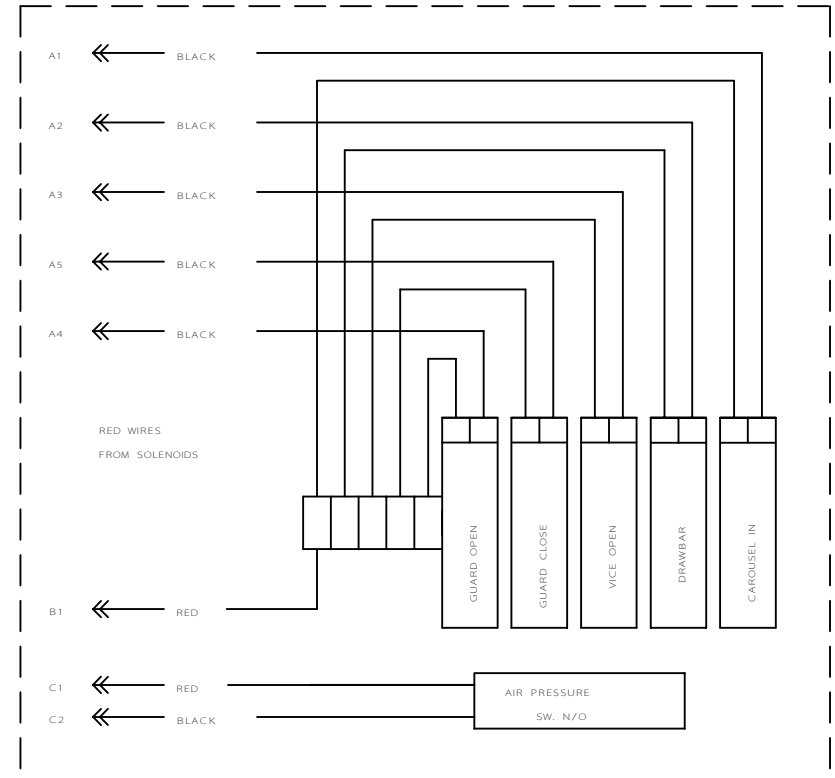 A1 BLACK
A2 BLACK
A3 BLACK
A5 BLACK
A4 BLACK
RED WIRES
FROM SOLENOIDS
GUARD OPEN
GUARD CLOSE
VICE OPEN
DRAWBAR
CAROUSEL IN
B1 RED
C1 RED
AIR PRESSURE
SW. N/O
C2 BLACK